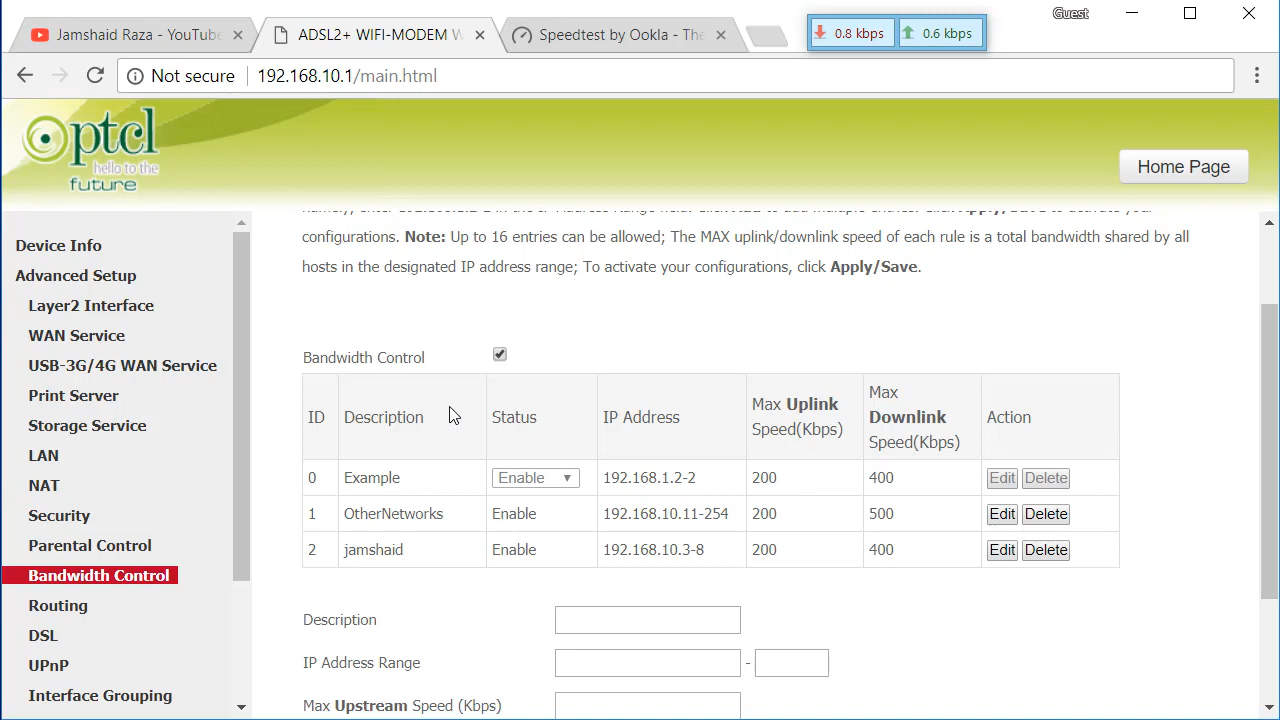 Guest
Jamshaid Raza - YouTube
ADSL2+ WIFI-MODEM W
Speedtest by Ookla - The
0.8 kbps
0.6 kbps
Not secure
192.168.10.1/main.html
ptcl
hello to the
future
Home Page
Device Info
Advanced Setup
Layer2 Interface
WAN Service
USB-3G/4G WAN Service
Print Server
Storage Service
LAN
NAT
Security
Parental Control
Bandwidth Control
Routing
DSL
UPnP
Interface Grouping
configurations. Note: Up to 16 entries can be allowed; The MAX uplink/downlink speed of each rule is a total bandwidth shared by all
hosts in the designated IP address range; To activate your configurations, click Apply/Save.
Bandwidth Control
ID Description Status IP Address Max Uplink Speed(Kbps) Max Downlink Speed(Kbps) Action
0 Example Enable 192.168.1.2-2 200 400 Edit Delete
1 OtherNetworks Enable 192.168.10.11-254 200 500 Edit Delete
2 jamshaid Enable 192.168.10.3-8 200 400 Edit Delete
Description
IP Address Range -
Max Upstream Speed (Kbps)